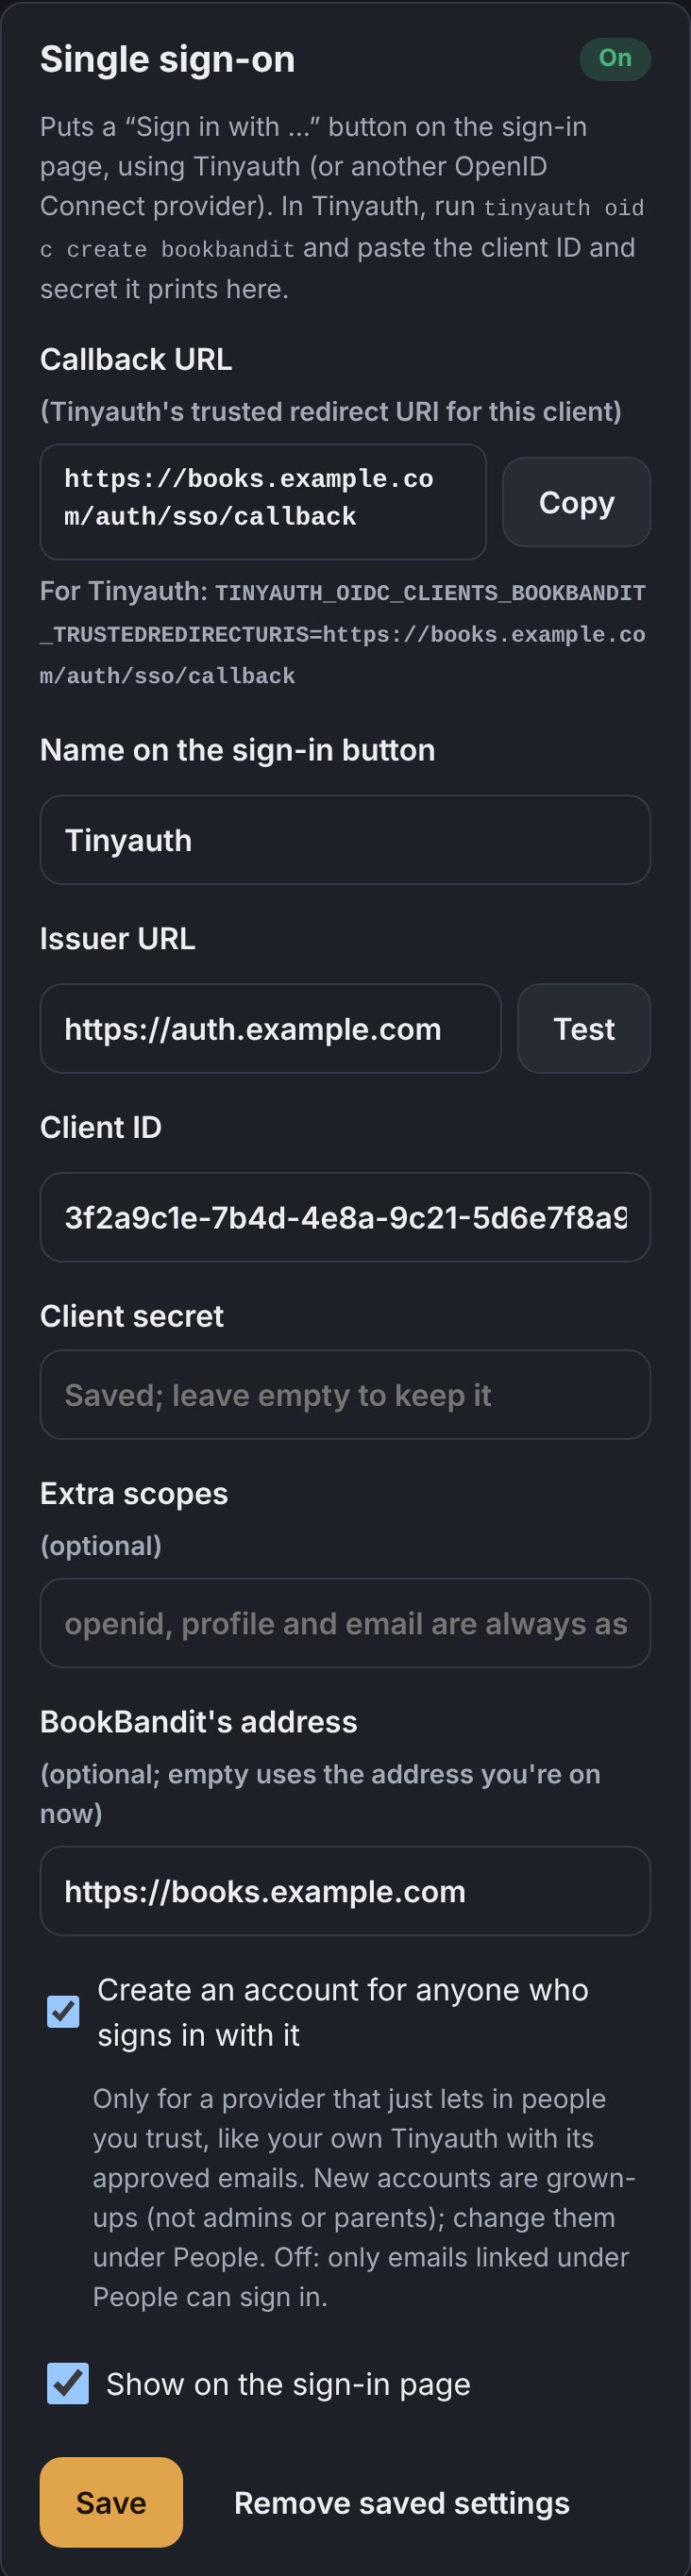 Single sign-on
On
Puts a “Sign in with ...” button on the sign-in
page, using Tinyauth (or another OpenID
Connect provider). In Tinyauth, run tinyauth oid
c create bookbandit and paste the client ID and
secret it prints here.
Callback URL
(Tinyauth's trusted redirect URI for this client)
https://books.example.co
m/auth/sso/callback
Copy
For Tinyauth: TINYAUTH_OIDC_CLIENTS_BOOKBANDIT
_TRUSTEDREDIRECTURIS=https://books.example.co
m/auth/sso/callback
Name on the sign-in button
Tinyauth
Issuer URL
https://auth.example.com
Test
Client ID
3f2a9c1e-7b4d-4e8a-9c21-5d6e7f8a9
Client secret
Saved; leave empty to keep it
Extra scopes
(optional)
openid, profile and email are always as
BookBandit's address
(optional; empty uses the address you're on
now)
https://books.example.com
Create an account for anyone who
signs in with it
Only for a provider that just lets in people
you trust, like your own Tinyauth with its
approved emails. New accounts are grown-
ups (not admins or parents); change them
under People. Off: only emails linked under
People can sign in.
Show on the sign-in page
Save
Remove saved settings